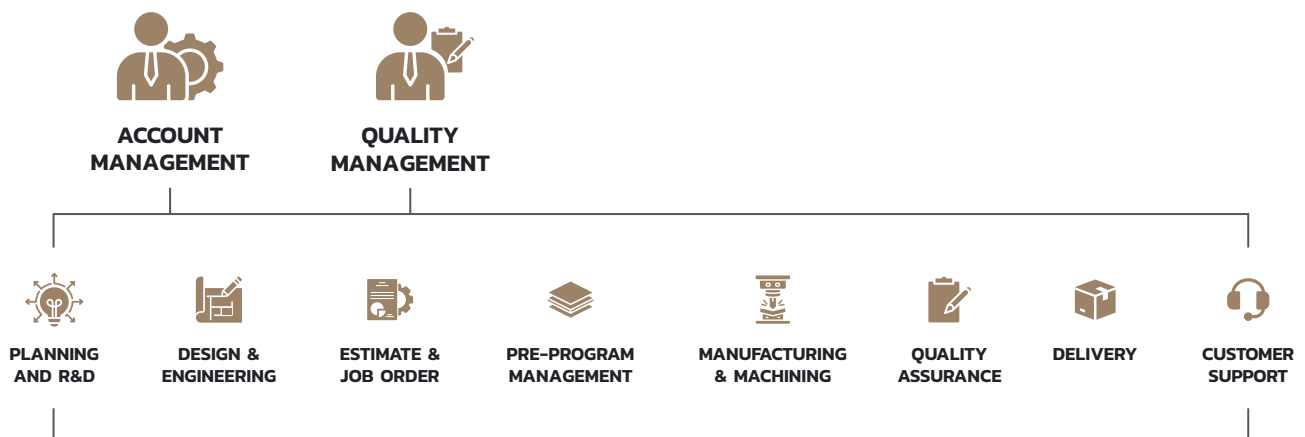 ACCOUNT
MANAGEMENT
QUALITY
MANAGEMENT
PLANNING
AND R&D
DESIGN &
ENGINEERING
ESTIMATE &
JOB ORDER
PRE-PROGRAM
MANAGEMENT
MANUFACTURING
& MACHINING
QUALITY
ASSURANCE
DELIVERY
CUSTOMER
SUPPORT